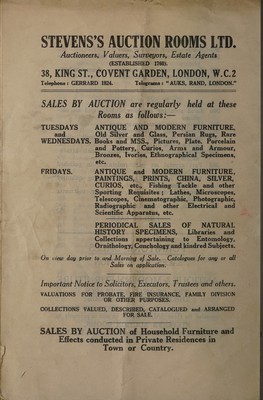 STEVENS'S AUCTION ROOMS LTD.
Auctioneers, Valuers, Surveyors, Estate Agents
(ESTABLISHED 1760).
38, KING ST., COVENT GARDEN, LONDON, W.C.2
Telephone: GERRARD 1824. Telegrams: "AUKS, RAND, LONDON."
SALES BY AUCTION are regularly held at these
Rooms as follows:—
TUESDAYS ANTIQUE AND MODERN FURNITURE,
and Old Silver and Glass, Persian Rugs, Rare
WEDNESDAYS. Books and MSS., Pictures, Plate, Porcelain
and Pottery, Curios, Arms and Armour,
Bronzes, Ivories, Ethnographical Specimens,
etc.
FRIDAYS. ANTIQUE and MODERN FURNITURE,
PAINTINGS, PRINTS, CHINA, SILVER,
CURIOS, etc., Fishing Tackle and other
Sporting Requisites; Lathes, Microscopes,
Telescopes, Cinematographic, Photographic,
Radiographic and other Electrical and
Scientific Apparatus, etc.
PERIODICAL SALES OF NATURAL
HISTORY SPECIMENS, Libraries and
Collections appertaining to Entomology,
Ornithology, Conchology and kindred Subjects.
On view day prior to and Morning of Sale. Catalogues for any or all
Sales on application.
Important Notice to Solicitors, Executors, Trustees and others.
VALUATIONS FOR PROBATE, FIRE INSURANCE, FAMILY DIVISION
OR OTHER PURPOSES.
COLLECTIONS VALUED, DESCRIBED, CATALOGUED and ARRANGED
FOR SALE.
SALES BY AUCTION of Household Furniture and
Effects conducted in Private Residences in
Town or Country.